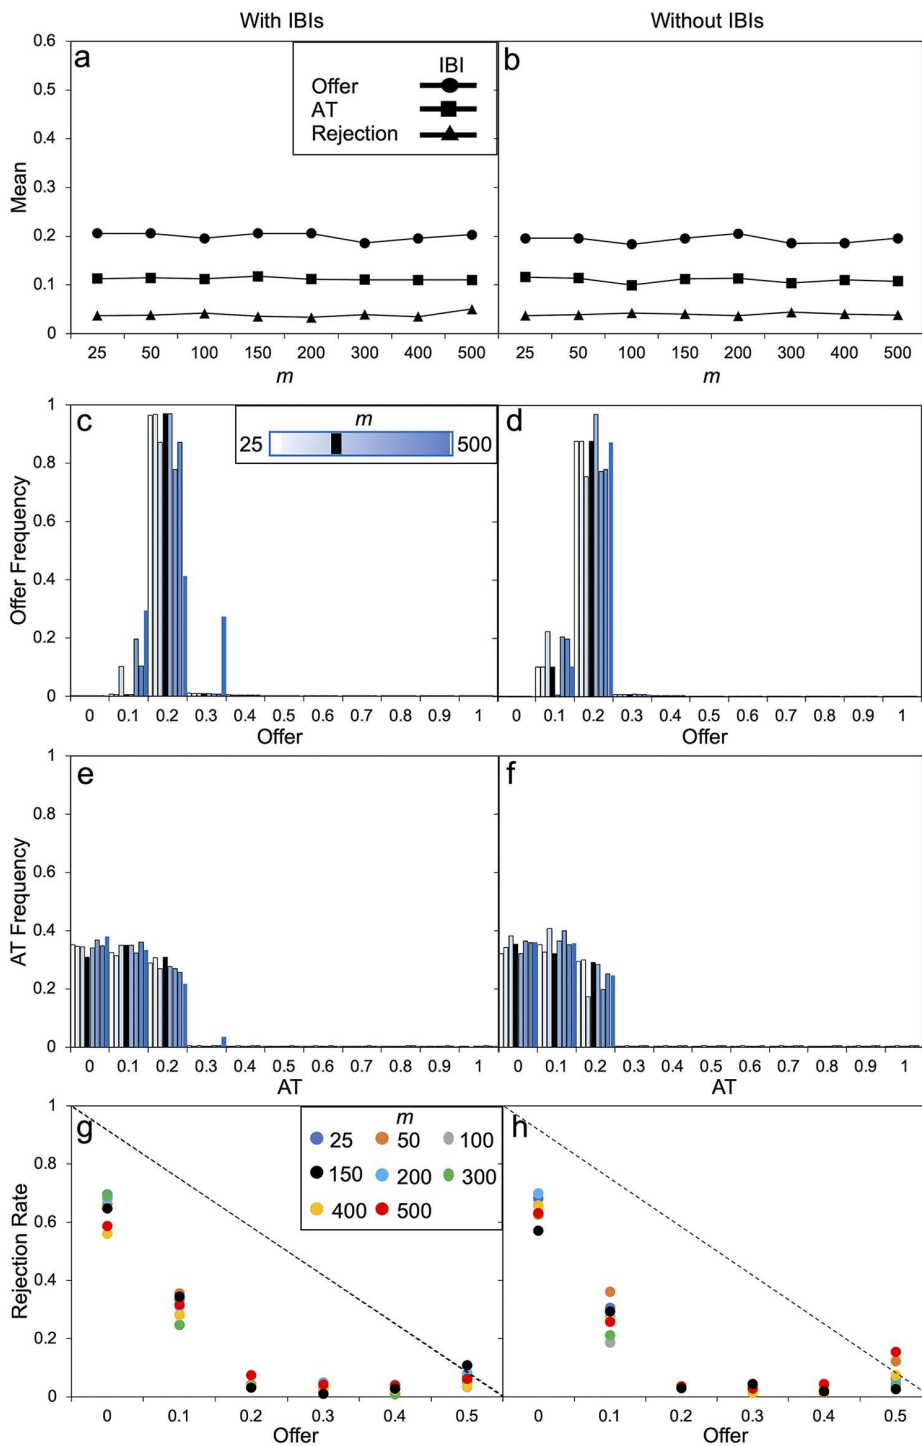 With IBIs Without IBIs
a b
IBI
Offer
AT
Rejection
Mean
0.6
0.5
0.4
0.3
0.2
0.1
0
25 50 100 150 200 300 400 500 25 50 100 150 200 300 400 500
m m
c d
m
25 500
Offer Frequency
1
0.8
0.6
0.4
0.2
0
0 0.1 0.2 0.3 0.4 0.5 0.6 0.7 0.8 0.9 1 0 0.1 0.2 0.3 0.4 0.5 0.6 0.7 0.8 0.9 1
Offer Offer
e f
AT Frequency
1
0.8
0.6
0.4
0.2
0
0 0.1 0.2 0.3 0.4 0.5 0.6 0.7 0.8 0.9 1 0 0.1 0.2 0.3 0.4 0.5 0.6 0.7 0.8 0.9 1
AT AT
g h
m
25 50 100
150 200 300
400 500
Rejection Rate
1
0.8
0.6
0.4
0.2
0
0 0.1 0.2 0.3 0.4 0.5 0 0.1 0.2 0.3 0.4 0.5
Offer Offer